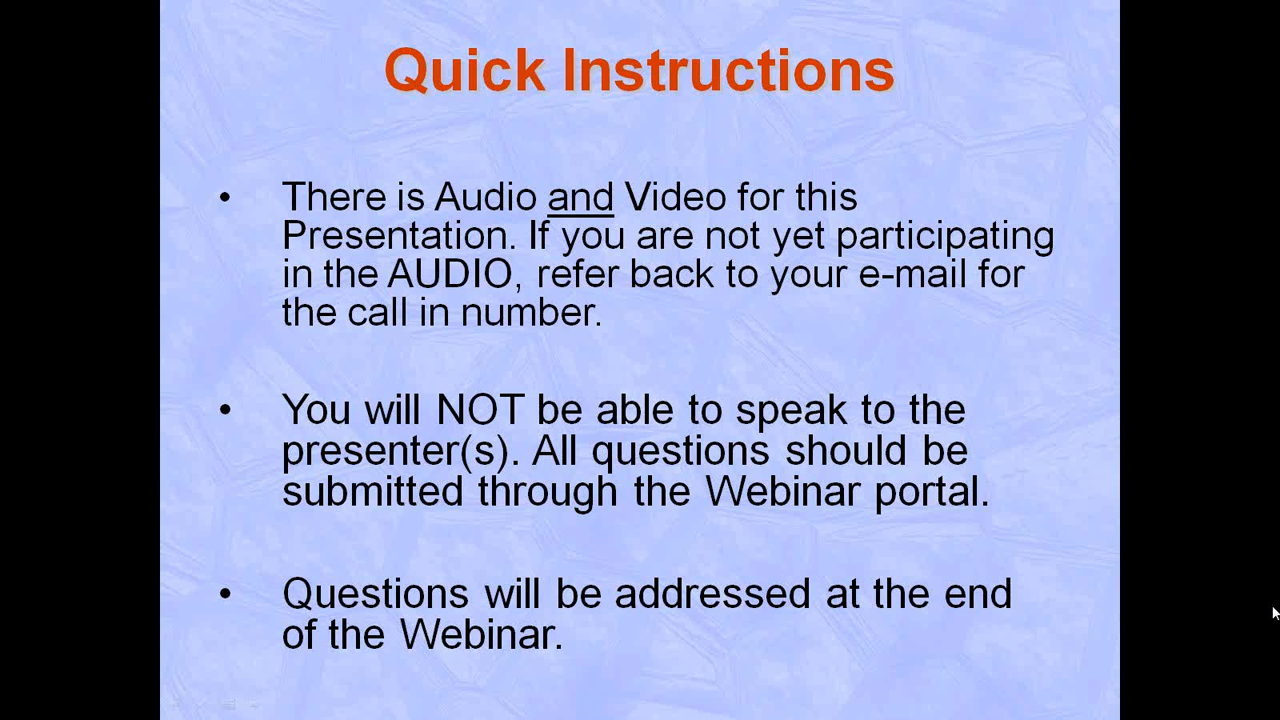 Quick Instructions
• There is Audio and Video for this
Presentation. If you are not yet participating
in the AUDIO, refer back to your e-mail for
the call in number.
• You will NOT be able to speak to the
presenter(s). All questions should be
submitted through the Webinar portal.
• Questions will be addressed at the end
of the Webinar.